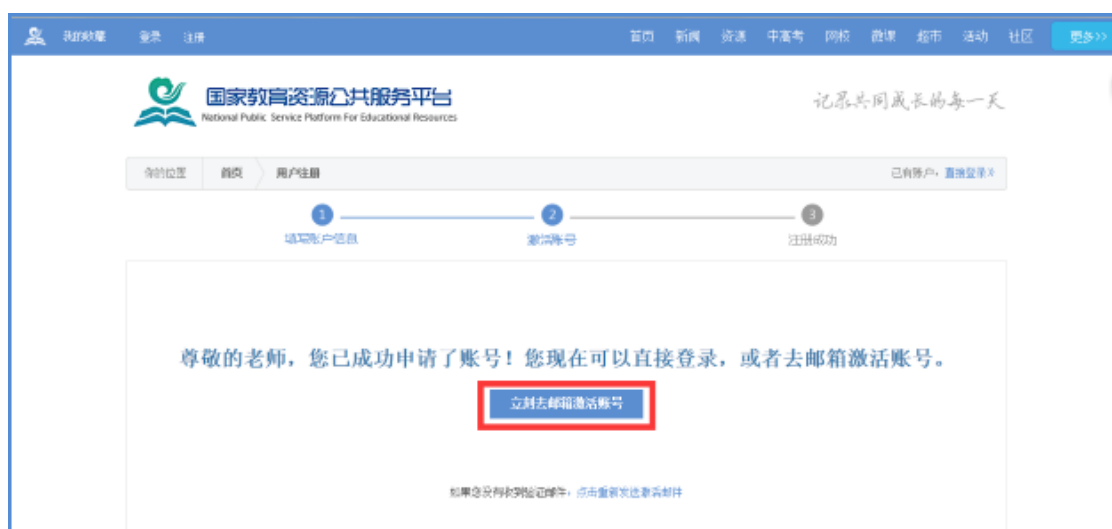 我的收藏 登录 注册 首页 新闻 资源 中高考 网校 微课 超市 活动 社区 更多>>
国家教育资源公共服务平台
National Public Service Platform For Educational Resources
记录共同成长的每一天
你的位置 首页 用户注册 已有账户，直接登录»
1 2 3
填写账户信息 激活账号 注册成功
尊敬的老师，您已成功申请了账号！您现在可以直接登录，或者去邮箱激活账号。
立刻去邮箱激活账号
如果您没有收到验证邮件，点击重新发送激活邮件